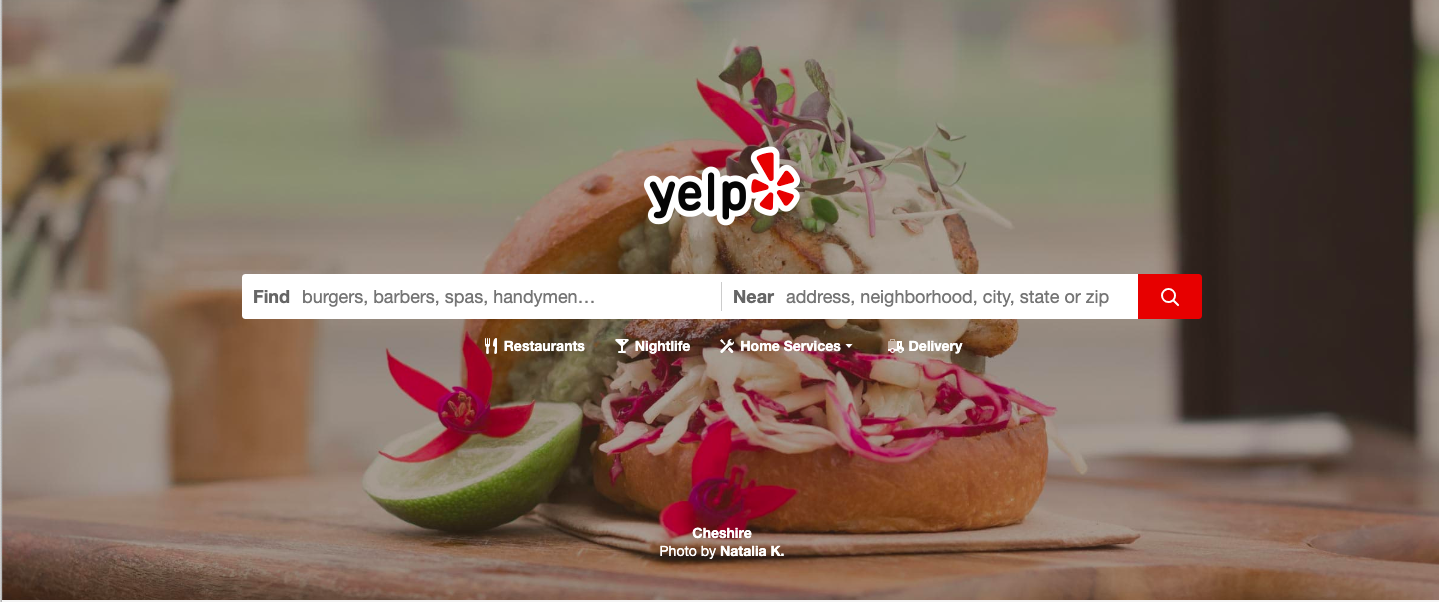 yelp
Find burgers, barbers, spas, handymen… Near address, neighborhood, city, state or zip
Restaurants Nightlife Home Services Delivery
Cheshire
Photo by Natalia K.